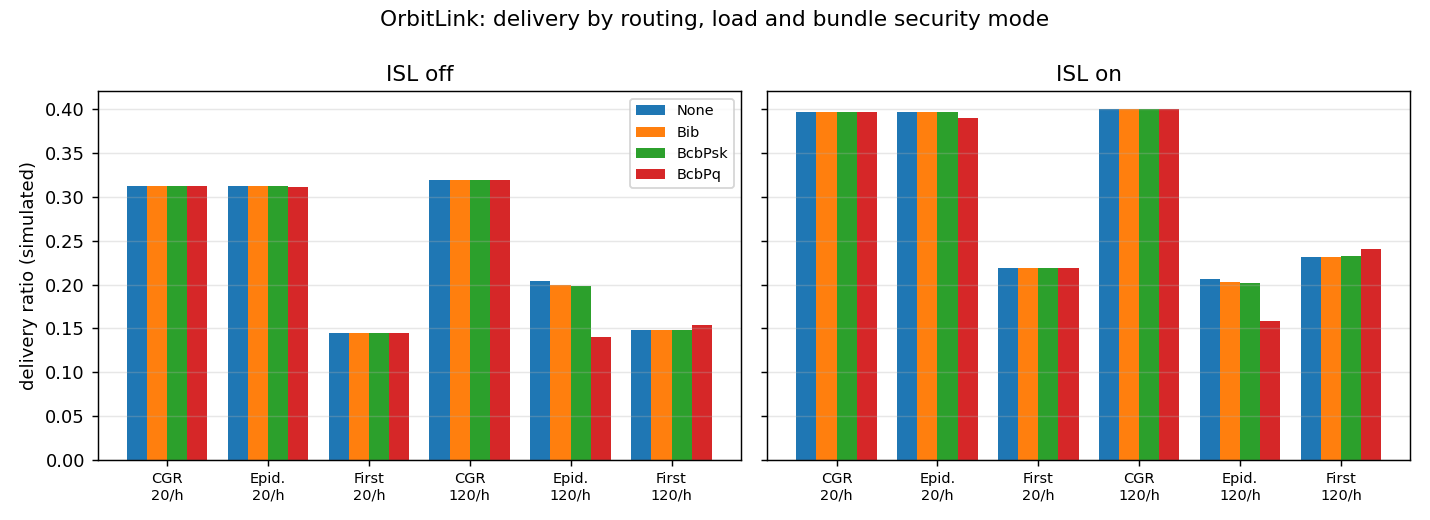 OrbitLink: delivery by routing, load and bundle security mode
ISL off
ISL on
delivery ratio (simulated)
0.40
0.35
0.30
0.25
0.20
0.15
0.10
0.05
0.00
None
Bib
BcbPsk
BcbPq
CGR
20/h
Epid.
20/h
First
20/h
CGR
120/h
Epid.
120/h
First
120/h
CGR
20/h
Epid.
20/h
First
20/h
CGR
120/h
Epid.
120/h
First
120/h